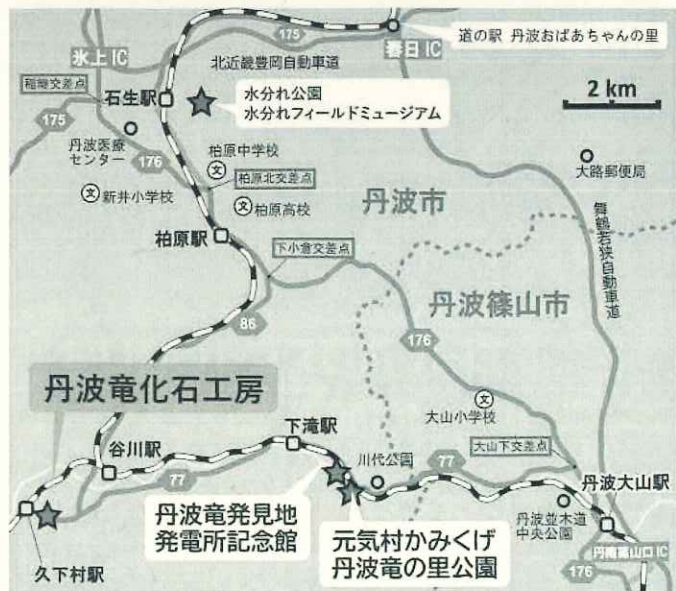 175
道の駅 丹波おばあちゃんの里
氷上IC
春日IC
北近畿豊岡自動車道
稲継交差点
石生駅
水分れ公園
水分れフィールドミュージアム
2 km
175
丹波医療
センター
176
柏原中学校
文
柏原北交差点
大路郵便局
文
新井小学校
文
柏原高校
丹波市
柏原駅
下小倉交差点
舞鶴若狭自動車道
丹波篠山市
86
176
丹波竜化石工房
文
大山小学校
下滝駅
谷川駅
川代公園
大山下交差点
77
77
丹波大山駅
丹波竜発見地
発電所記念館
元気村かみくげ
丹波竜の里公園
丹波並木道
中央公園
久下村駅
丹南篠山口IC
176